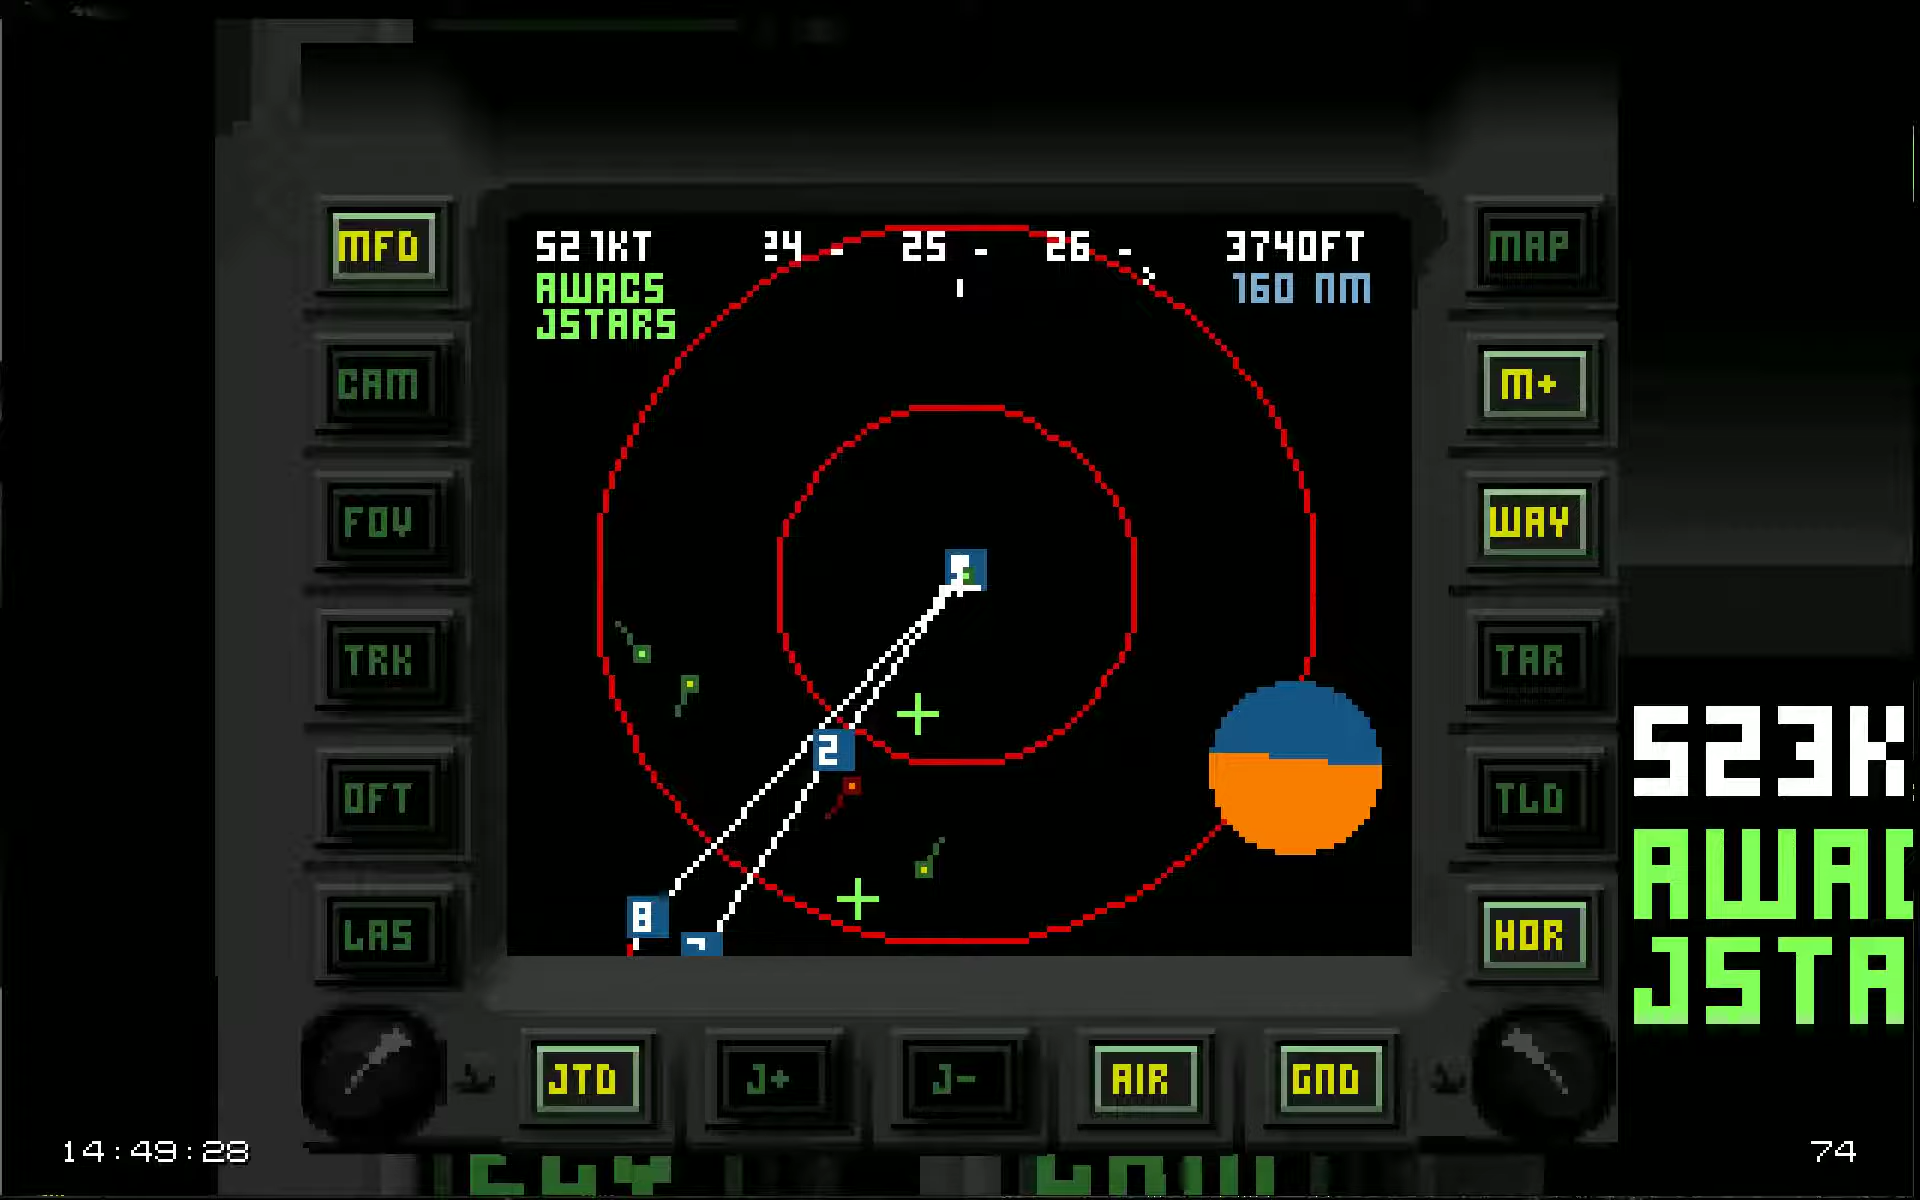 MFD
CAM
FOV
TRK
OFT
LAS
521KT 24 - 25 - 26 - 3740FT
AWACS 160 NM
JSTARS
2
8
MAP
M+
WAY
TAR
TLD
HOR
523K
AWAC
JSTA
JTD J+ J- AIR GND
14:49:28 74